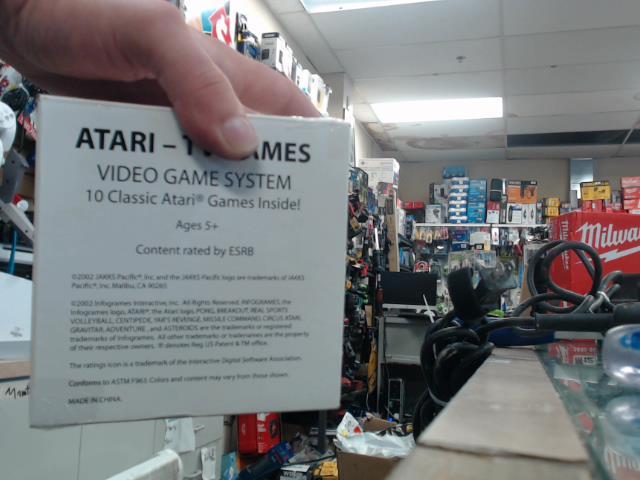 ATARI – TV GAMES
VIDEO GAME SYSTEM
10 Classic Atari® Games Inside!
Ages 5+
Content rated by ESRB
©2002 JAKKS Pacific®, Inc. and the JAKKS Pacific logo are trademarks of JAKKS
Pacific®, Inc. Malibu, CA 90265
©2002 Infogrames Interactive, Inc. All Rights Reserved. INFOGRAMES, the
Infogrames logo, ATARI®, the Atari logo, PONG, BREAKOUT, REAL SPORTS
VOLLEYBALL, CENTIPEDE, YAR'S REVENGE, MISSILE COMMAND, CIRCUS ATARI,
GRAVITAR, ADVENTURE, and ASTEROIDS are the trademarks or registered
trademarks of Infogrames. All other trademarks or tradenames are the property
of their respective owners. ® denotes Reg. US Patent & TM office.
The ratings icon is a trademark of the Interactive Digital Software Association.
Conforms to ASTM F963. Colors and content may vary from those shown.
MADE IN CHINA.
Milwau